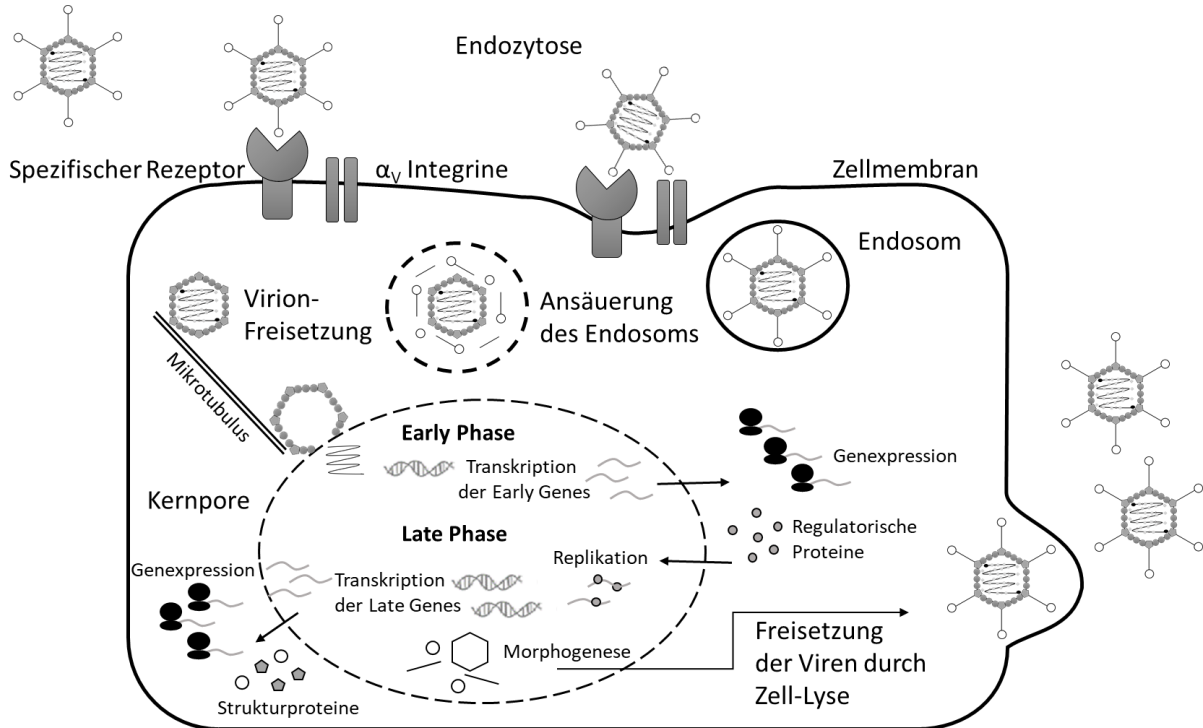 Endozytose
Spezifischer Rezeptor
αV Integrine
Zellmembran
Endosom
Virion-
Freisetzung
Ansäuerung
des Endosoms
Mikrotubulus
Early Phase
Transkription
der Early Genes
Genexpression
Kernpore
Late Phase
Regulatorische
Proteine
Replikation
Genexpression
Transkription
der Late Genes
Morphogenese
Freisetzung
der Viren durch
Zell-Lyse
Strukturproteine